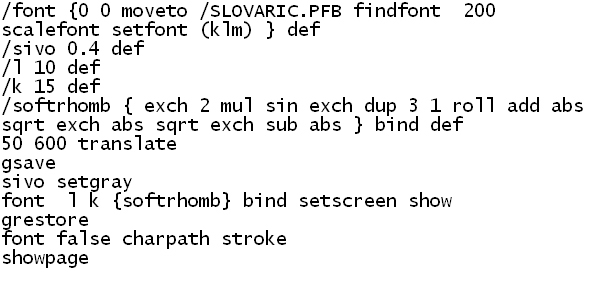 /font {0 0 moveto /SLOVARIC.PFB findfont  200
scalefont setfont (klm) } def
/sivo 0.4 def
/l 10 def
/k 15 def
/softrhomb { exch 2 mul sin exch dup 3 1 roll add abs
sqrt exch abs sqrt exch sub abs } bind def
50 600 translate
gsave
sivo setgray
font  l k {softrhomb} bind setscreen show
grestore
font false charpath stroke
showpage